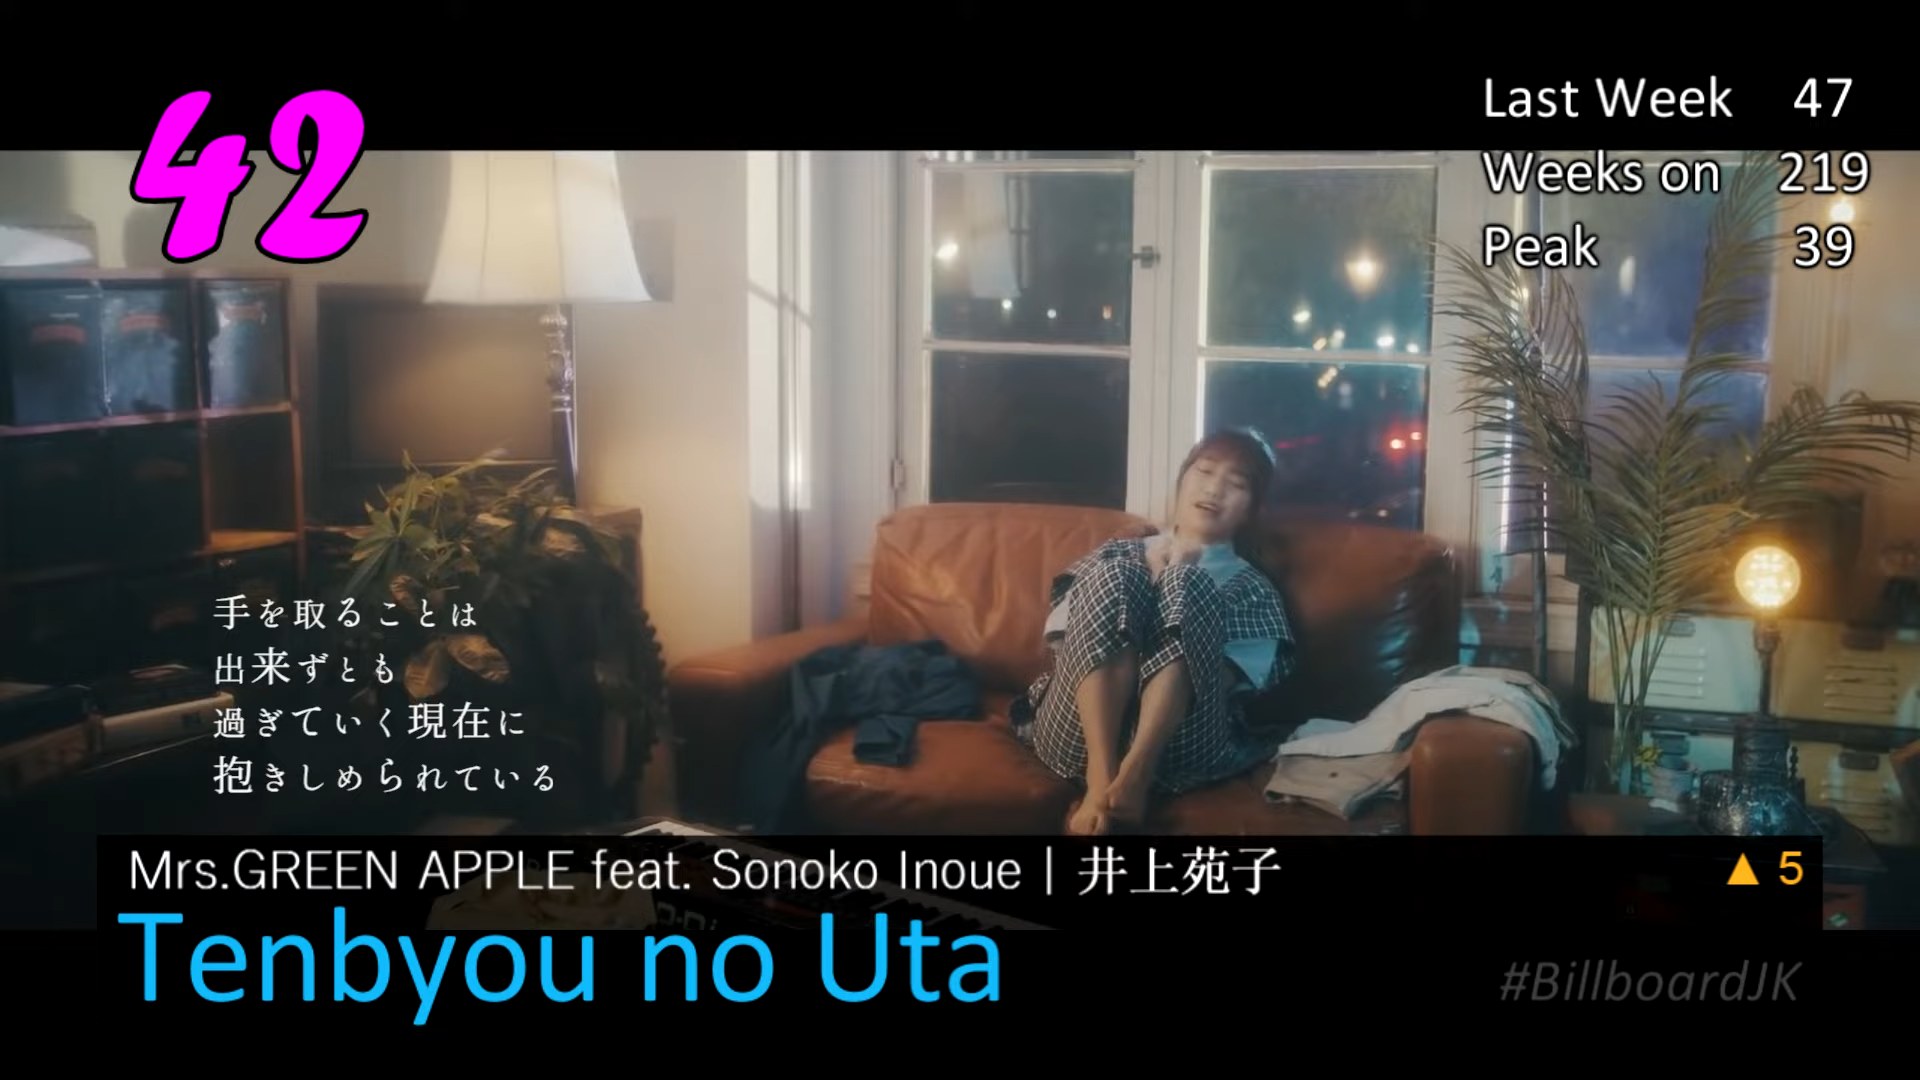 42
Last Week 47
Weeks on 219
Peak 39
手を取ることは
出来ずとも
過ぎていく現在に
抱きしめられている
Mrs.GREEN APPLE feat. Sonoko Inoue | 井上苑子
▲ 5
Tenbyou no Uta
#BillboardJK